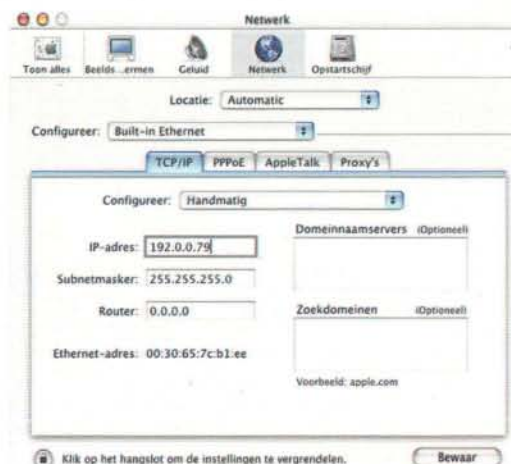 Netwerk
Toon alles Beelds...ermen Geluid Netwerk Opstartschijf
Locatie: Automatic
Configureer: Built-in Ethernet
TCP/IP PPPoE AppleTalk Proxy's
Configureer: Handmatig
Domeinnaamservers (Optioneel)
IP-adres: 192.0.0.79
Subnetmasker: 255.255.255.0
Router: 0.0.0.0
Zoekdomeinen (Optioneel)
Ethernet-adres: 00:30:65:7c:b1:ee
Voorbeeld: apple.com
Klik op het hangslot om de instellingen te vergrendelen.
Bewaar